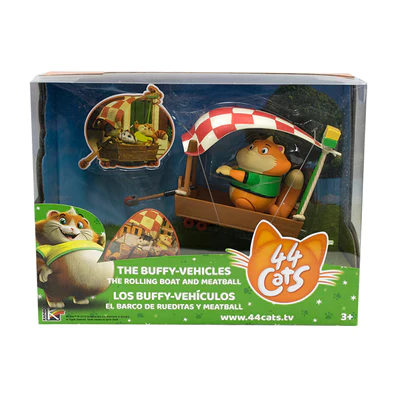 44
CATS
THE BUFFY-VEHICLES
THE ROLLING BOAT AND MEATBALL
LOS BUFFY-VEHÍCULOS
EL BARCO DE RUEDITAS Y MEATBALL
www.44cats.tv
3+